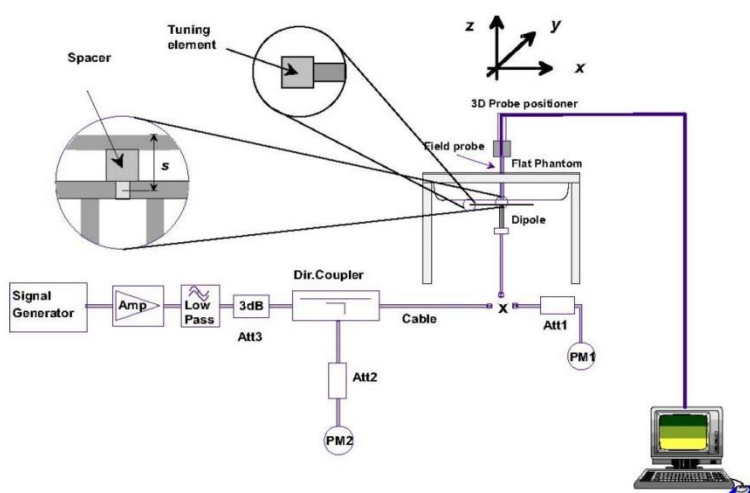 Tuning
element
Spacer
s
z
y
x
3D Probe positioner
Field probe
Flat Phantom
Dipole
Signal
Generator
Amp
Low
Pass
3dB
Att3
Dir.Coupler
Cable
x
Att1
PM1
Att2
PM2